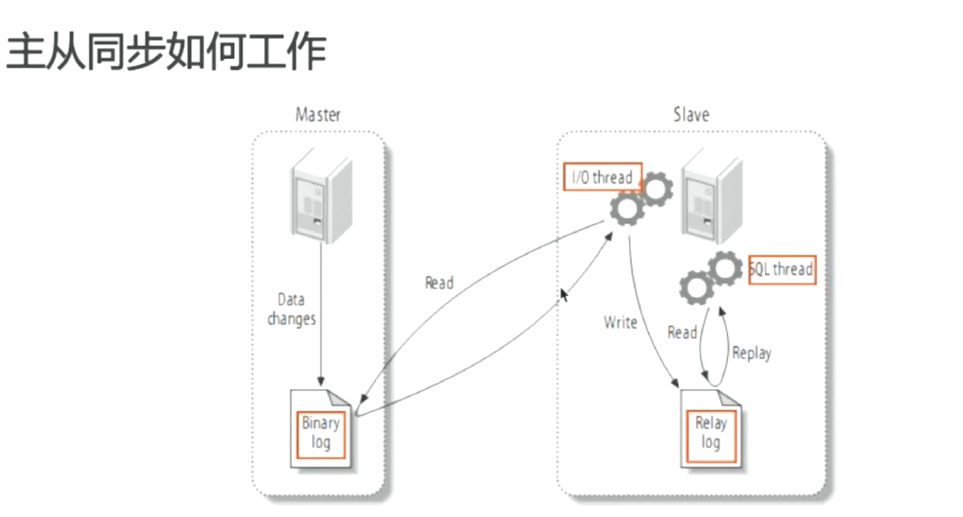 主从同步如何工作
Master
Slave
I/O thread
SQL thread
Read
Data
changes
Write
Read
Replay
Binary
log
Relay
log